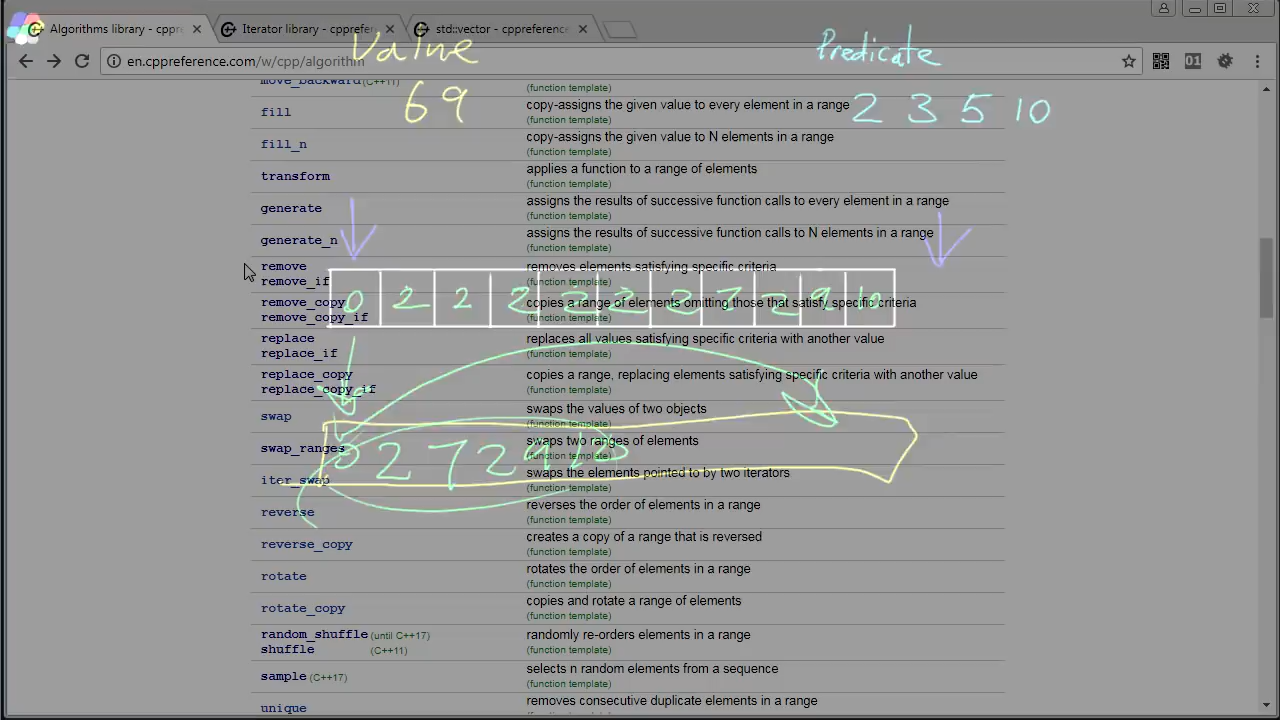 Algorithms library - cppre
Iterator library - cppreference
std::vector - cppreference
Value
Predicate
en.cppreference.com/w/cpp/algorithm
01
move_backward (C++11)
(function template)
69
2 3 5 10
fill
copy-assigns the given value to every element in a range
(function template)
fill_n
copy-assigns the given value to N elements in a range
(function template)
transform
applies a function to a range of elements
(function template)
generate
assigns the results of successive function calls to every element in a range
(function template)
generate_n
assigns the results of successive function calls to N elements in a range
(function template)
remove
remove_if
removes elements satisfying specific criteria
(function template)
0 2 2 2 2 2 2 7 2 9 10
remove_copy
remove_copy_if
copies a range of elements omitting those that satisfy specific criteria
(function template)
replace
replace_if
replaces all values satisfying specific criteria with another value
(function template)
replace_copy
replace_copy_if
copies a range, replacing elements satisfying specific criteria with another value
(function template)
swap
swaps the values of two objects
(function template)
swap_ranges
swaps two ranges of elements
(function template)
0 2 7 2 9 10
iter_swap
swaps the elements pointed to by two iterators
(function template)
reverse
reverses the order of elements in a range
(function template)
reverse_copy
creates a copy of a range that is reversed
(function template)
rotate
rotates the order of elements in a range
(function template)
rotate_copy
copies and rotate a range of elements
(function template)
random_shuffle (until C++17)
shuffle (C++11)
randomly re-orders elements in a range
(function template)
sample (C++17)
selects n random elements from a sequence
(function template)
unique
removes consecutive duplicate elements in a range